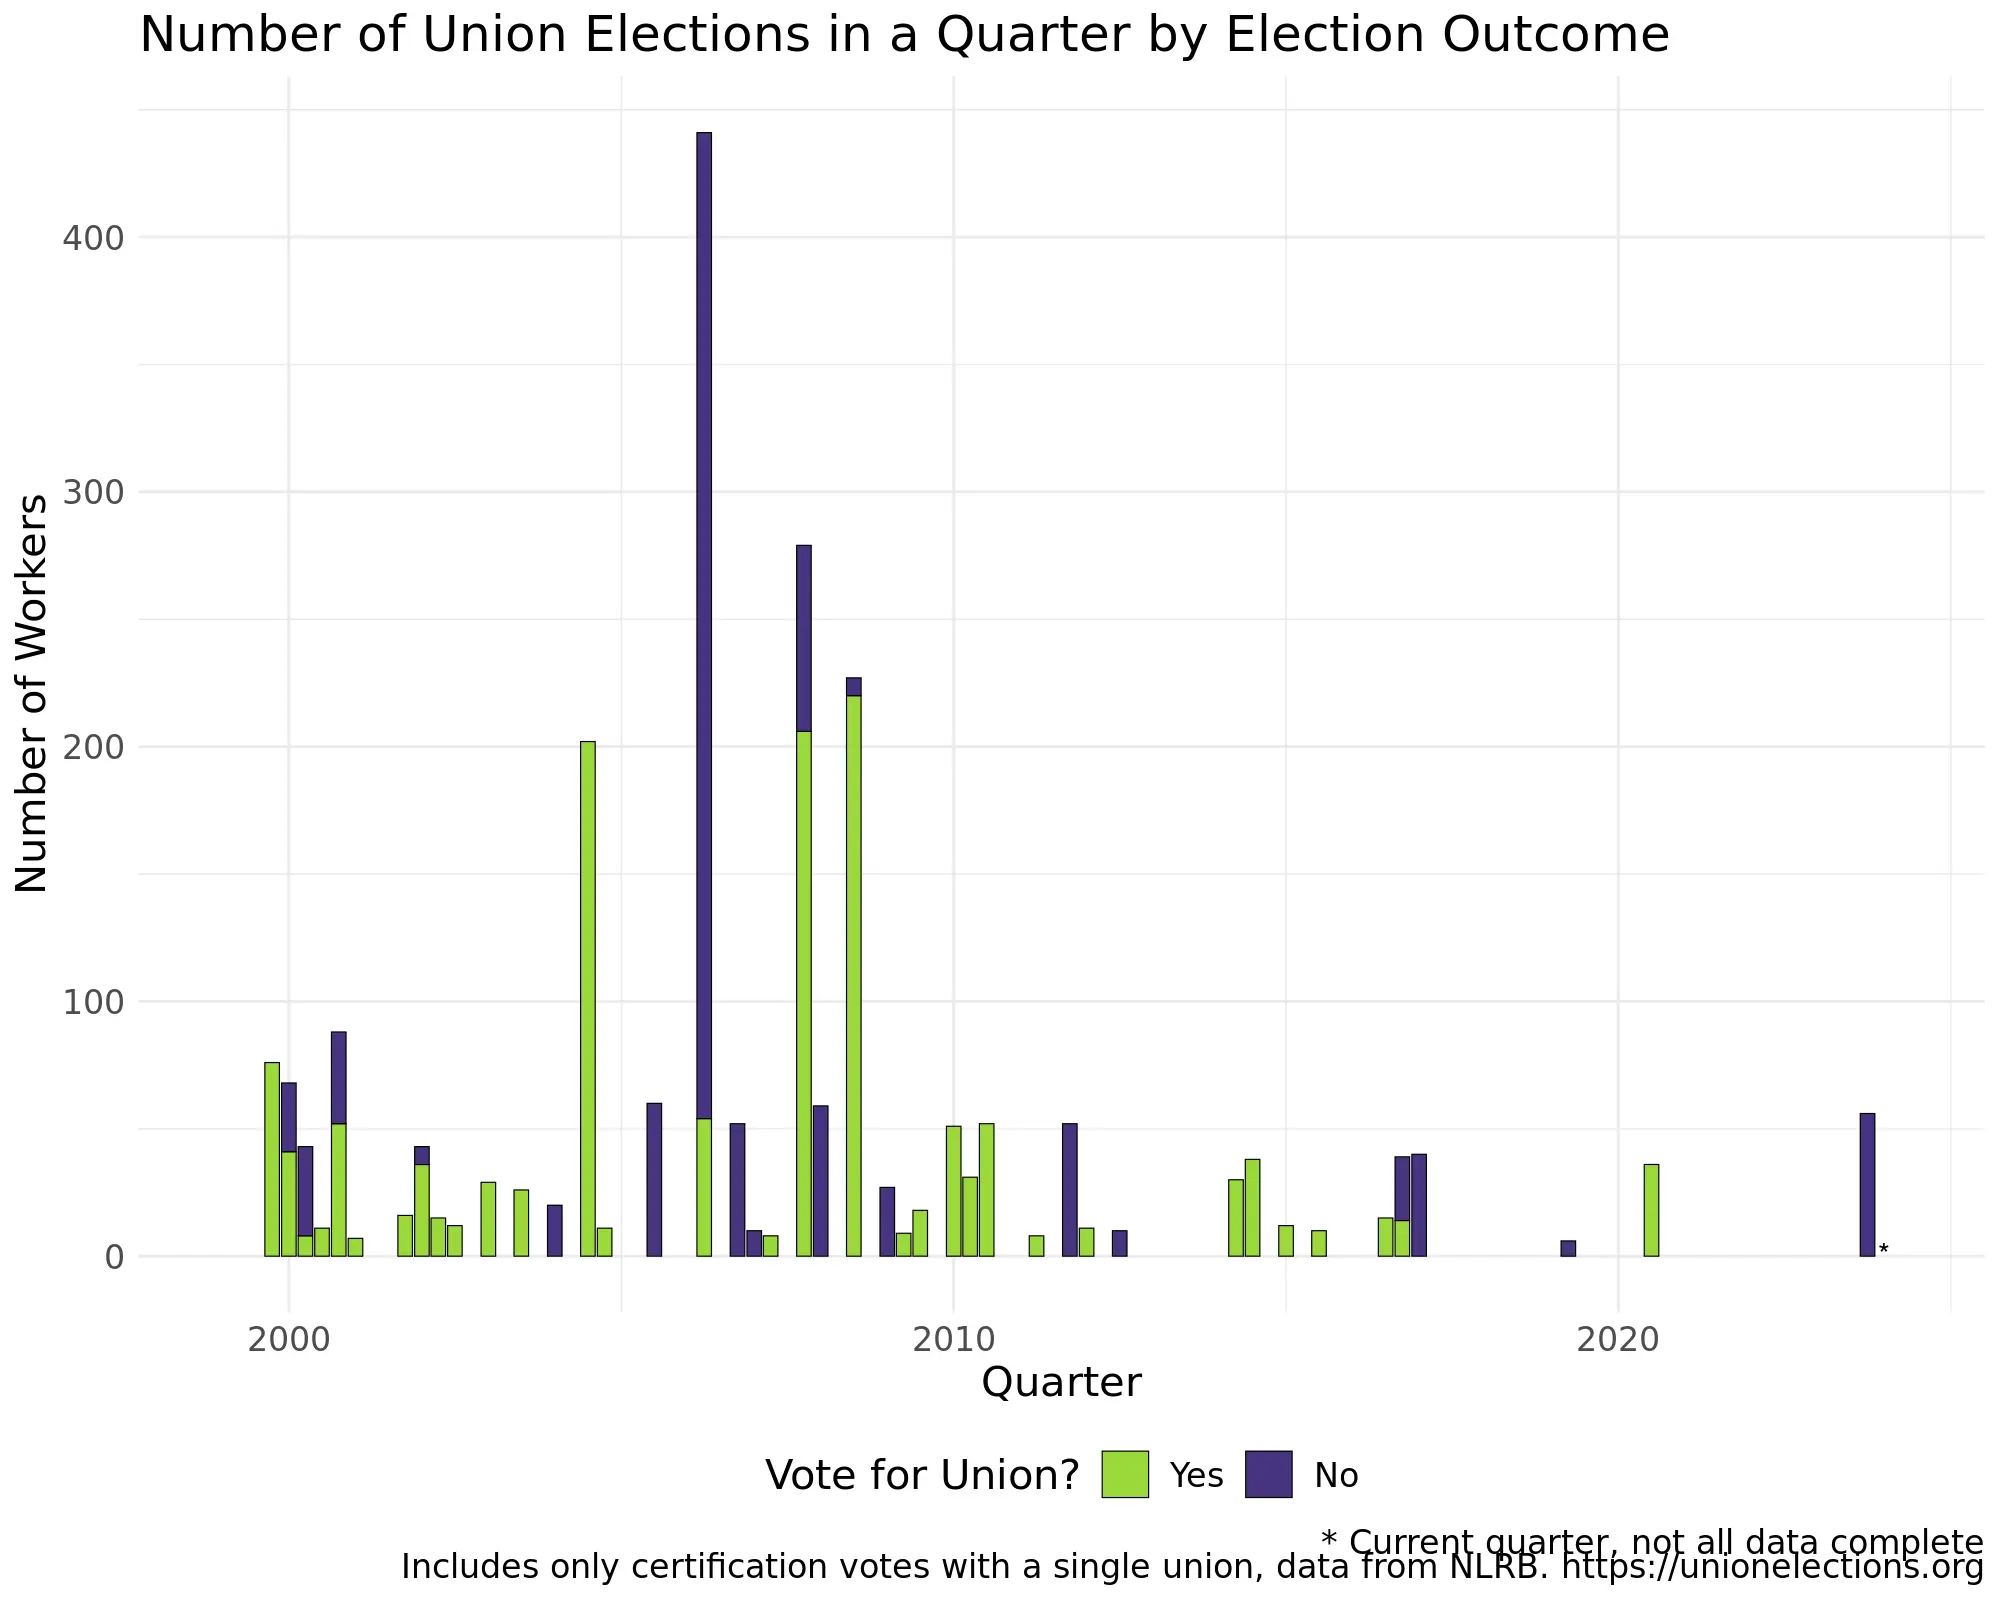 Number of Union Elections in a Quarter by Election Outcome
Number of Workers
400
300
200
100
0
*
2000 2010 2020
Quarter
Vote for Union? Yes No
* Current quarter, not all data complete
Includes only certification votes with a single union, data from NLRB. https://unionelections.org